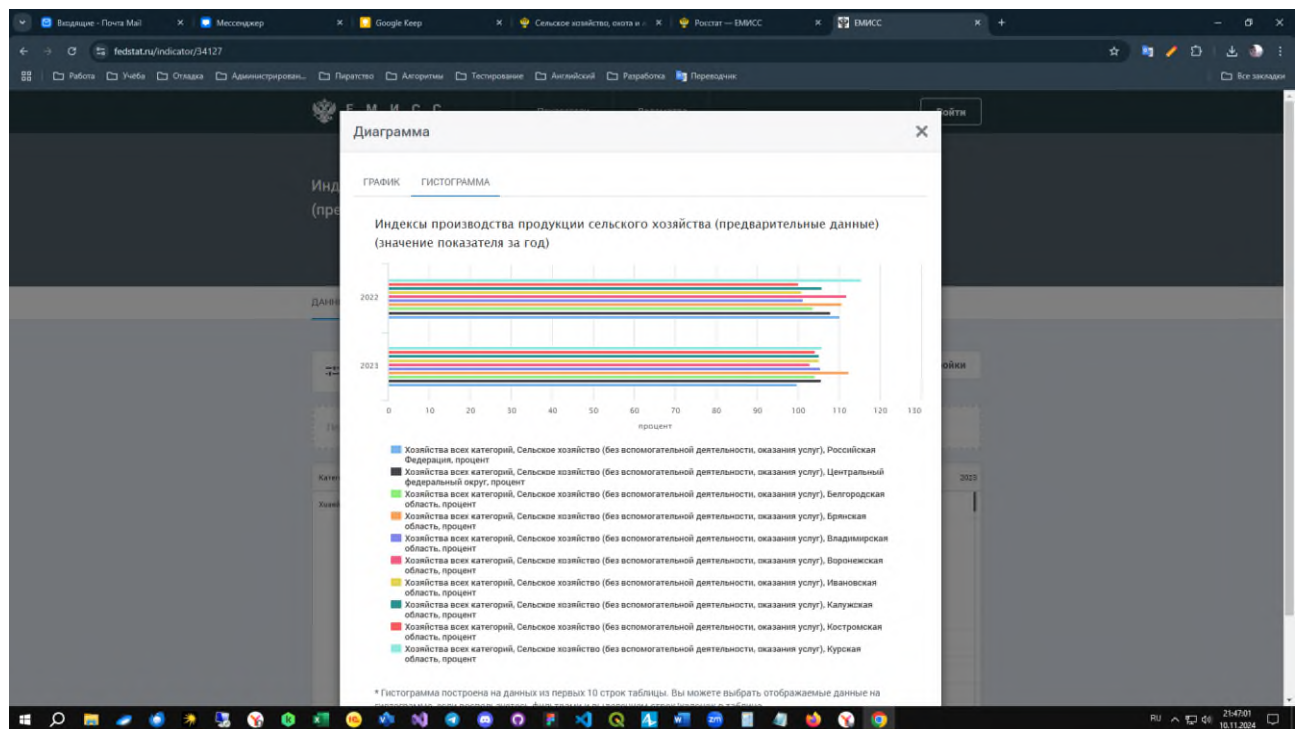 Входящие - Почта Mail
Мессенджер
Google Keep
Сельское хозяйство, охота и
Росстат — ЕМИСС
ЕМИСС
fedstat.ru/indicator/34127
Работа Учёба Отладка Администрирован... Пиратство Алгоритмы Тестирование Английский Разработка Переводчик Все закладки
Войти
Диаграмма
Инд
(пре
ГРАФИК ГИСТОГРАММА
Индексы производства продукции сельского хозяйства (предварительные данные)
(значение показателя за год)
ДАНН
2022
2023
ойки
0 10 20 30 40 50 60 70 80 90 100 110 120 130
процент
Хозяйства всех категорий, Сельское хозяйство (без вспомогательной деятельности, оказания услуг), Российская
Федерация, процент
Хозяйства всех категорий, Сельское хозяйство (без вспомогательной деятельности, оказания услуг), Центральный
федеральный округ, процент
Катего
2023
Хозяй
Хозяйства всех категорий, Сельское хозяйство (без вспомогательной деятельности, оказания услуг), Белгородская
область, процент
Хозяйства всех категорий, Сельское хозяйство (без вспомогательной деятельности, оказания услуг), Брянская
область, процент
Хозяйства всех категорий, Сельское хозяйство (без вспомогательной деятельности, оказания услуг), Владимирская
область, процент
Хозяйства всех категорий, Сельское хозяйство (без вспомогательной деятельности, оказания услуг), Воронежская
область, процент
Хозяйства всех категорий, Сельское хозяйство (без вспомогательной деятельности, оказания услуг), Ивановская
область, процент
Хозяйства всех категорий, Сельское хозяйство (без вспомогательной деятельности, оказания услуг), Калужская
область, процент
Хозяйства всех категорий, Сельское хозяйство (без вспомогательной деятельности, оказания услуг), Костромская
область, процент
Хозяйства всех категорий, Сельское хозяйство (без вспомогательной деятельности, оказания услуг), Курская
область, процент
* Гистограмма построена на данных из первых 10 строк таблицы. Вы можете выбрать отображаемые данные на
RU
21:47:01
10.11.2024